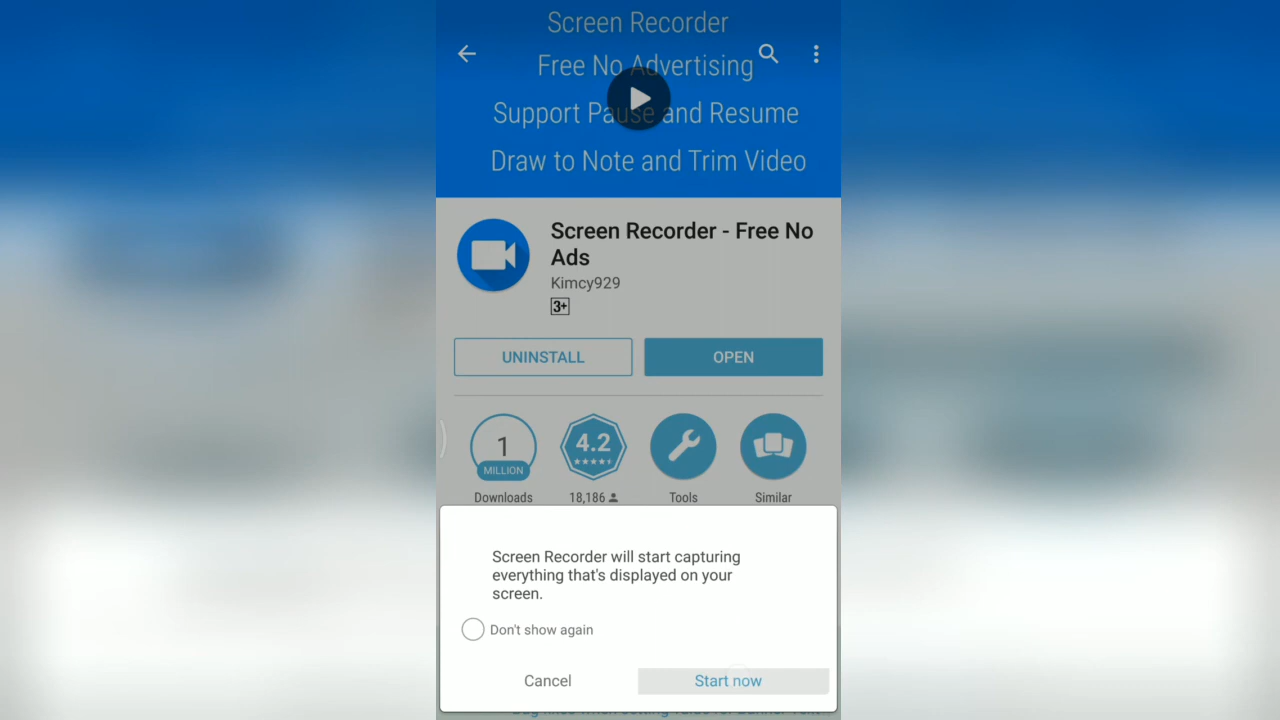 Screen Recorder
Free No Advertising
Support Pause and Resume
Draw to Note and Trim Video
Screen Recorder - Free No
Ads
Kimcy929
3+
UNINSTALL
OPEN
1
MILLION
4.2
Downloads
18,186
Tools
Similar
Screen Recorder will start capturing
everything that's displayed on your
screen.
Don't show again
Cancel
Start now